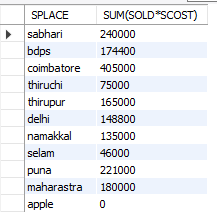 SPLACE SUM(SOLD*SCOST)
sabhari 240000
bdps 174400
coimbatore 405000
thiruchi 75000
thirupur 165000
delhi 148800
namakkal 135000
selam 46000
puna 221000
maharastra 180000
apple 0